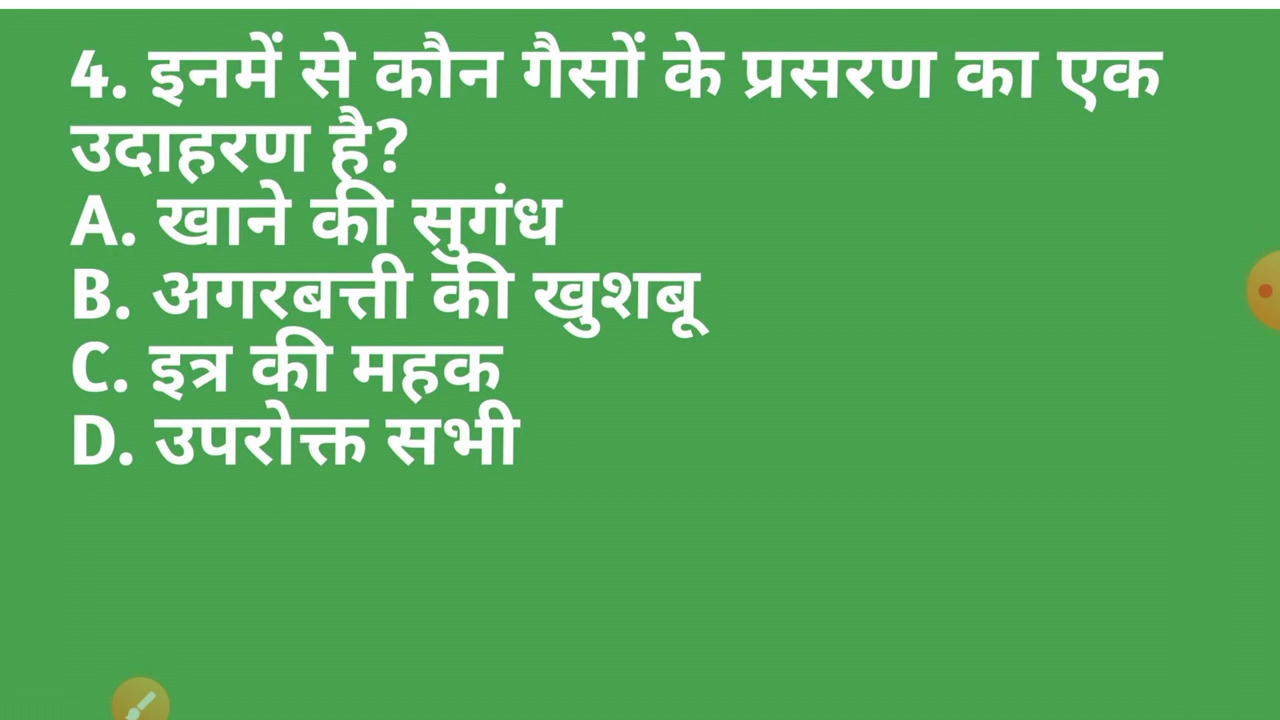 4. इनमें से कौन गैसों के प्रसरण का एक
उदाहरण है?
A. खाने की सुगंध
B. अगरबत्ती की खुशबू
C. इत्र की महक
D. उपरोक्त सभी